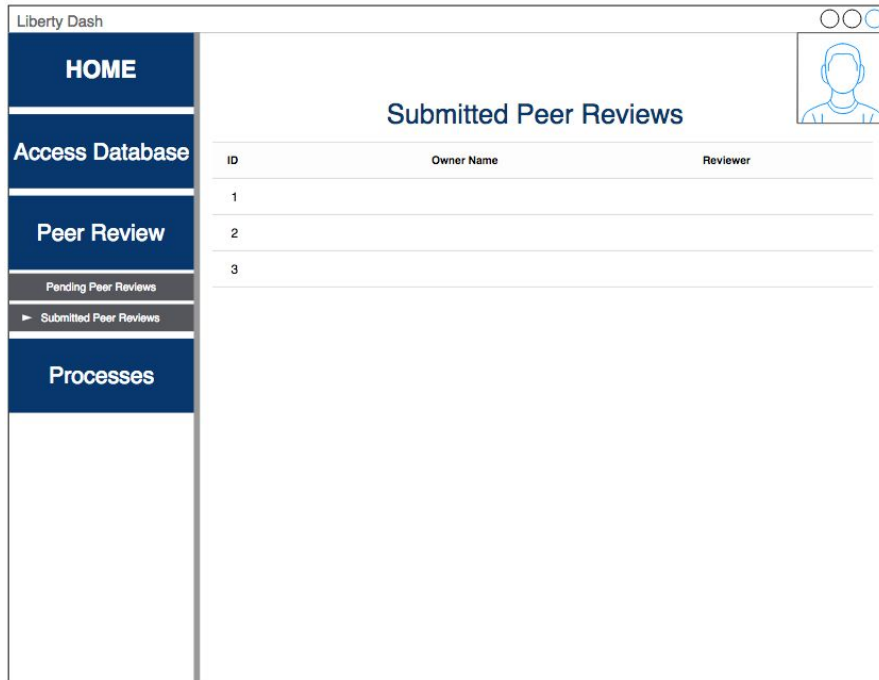 Liberty Dash
HOME
Access Database
Peer Review
Pending Peer Reviews
► Submitted Peer Reviews
Processes
Submitted Peer Reviews
ID Owner Name Reviewer
1
2
3